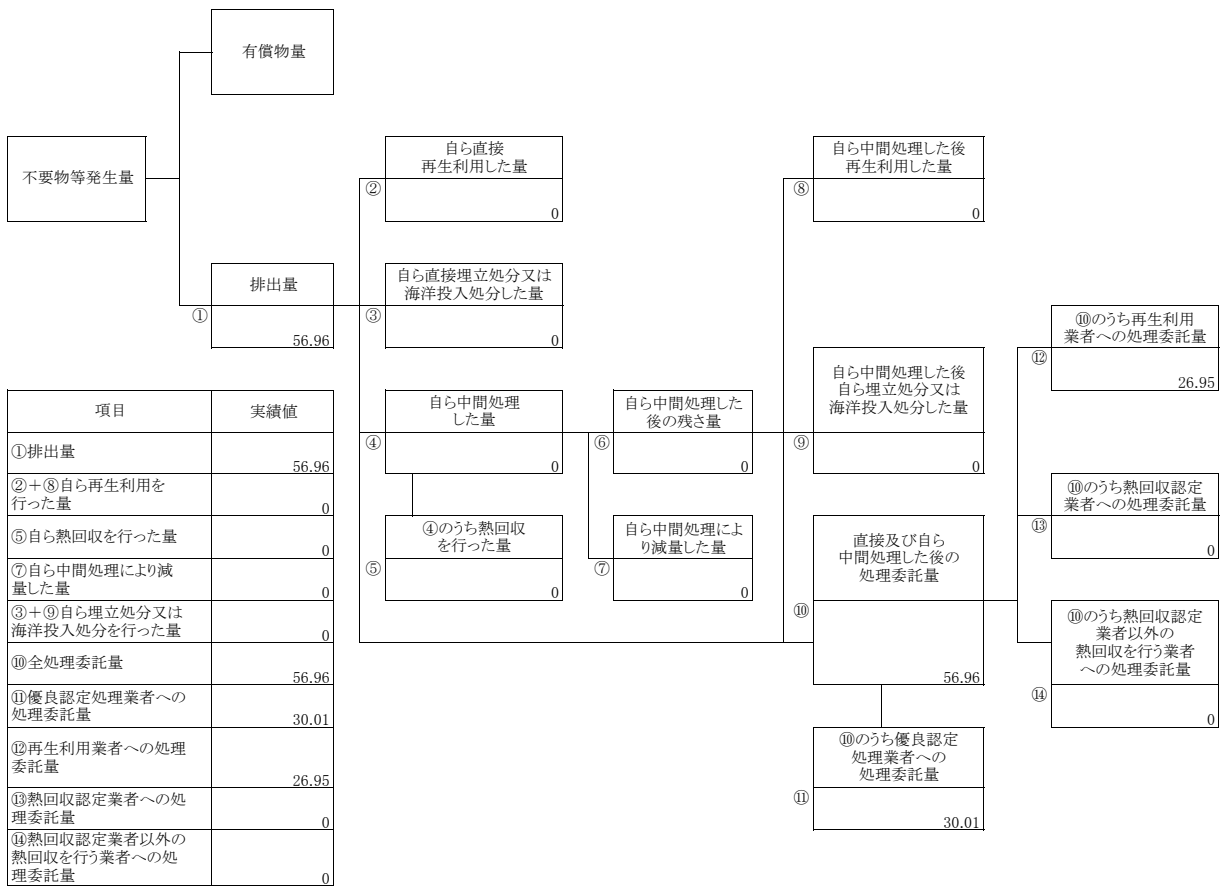 有償物量
不要物等発生量
自ら直接
再生利用した量
②
0
自ら中間処理した後
再生利用した量
⑧
0
排出量
①
56.96
自ら直接埋立処分又は
海洋投入処分した量
③
0
⑩のうち再生利用
業者への処理委託量
⑫
26.95
自ら中間処理
した量
④
0
自ら中間処理した
後の残さ量
⑥
0
自ら中間処理した後
自ら埋立処分又は
海洋投入処分した量
⑨
0
⑩のうち熱回収認定
業者への処理委託量
⑬
0
④のうち熱回収
を行った量
⑤
0
自ら中間処理によ
り減量した量
⑦
0
直接及び自ら
中間処理した後の
処理委託量
⑩
56.96
⑩のうち熱回収認定
業者以外の
熱回収を行う業者
への処理委託量
⑭
0
⑩のうち優良認定
処理業者への
処理委託量
⑪
30.01
項目
実績値
①排出量
56.96
②+⑧自ら再生利用を
行った量
0
⑤自ら熱回収を行った量
0
⑦自ら中間処理により減
量した量
0
③+⑨自ら埋立処分又は
海洋投入処分を行った量
0
⑩全処理委託量
56.96
⑪優良認定処理業者への
処理委託量
30.01
⑫再生利用業者への処理
委託量
26.95
⑬熱回収認定業者への処
理委託量
0
⑭熱回収認定業者以外の
熱回収を行う業者への処
理委託量
0